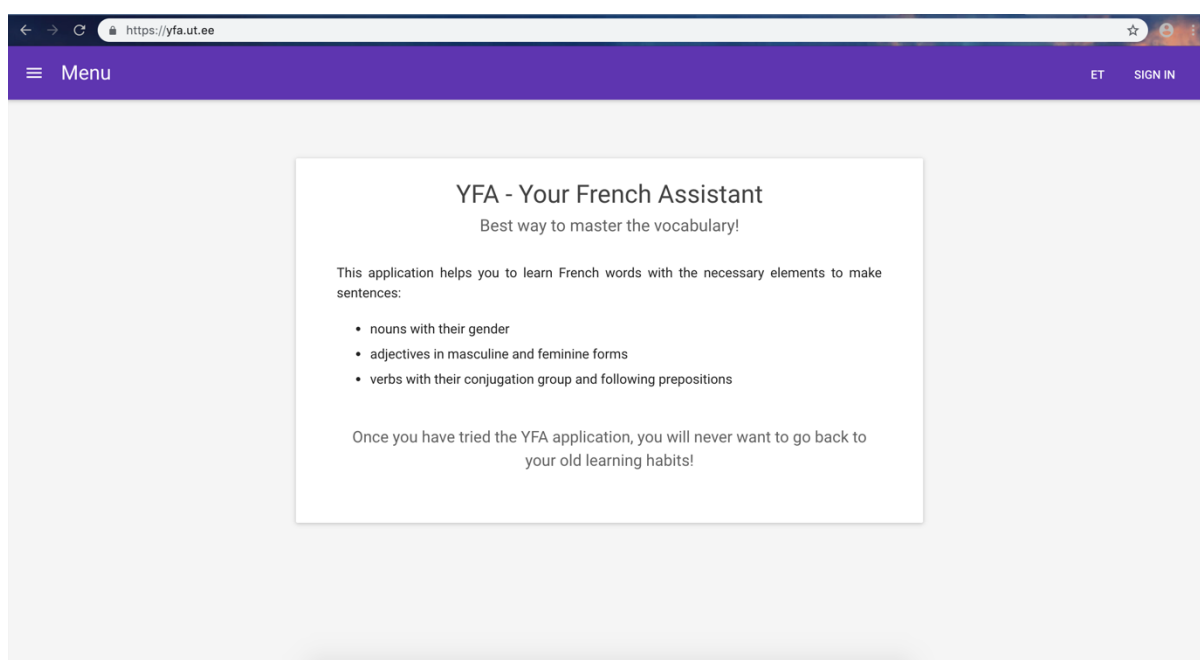 https://yfa.ut.ee
Menu
ET
SIGN IN
YFA - Your French Assistant
Best way to master the vocabulary!
This application helps you to learn French words with the necessary elements to make
sentences:
• nouns with their gender
• adjectives in masculine and feminine forms
• verbs with their conjugation group and following prepositions
Once you have tried the YFA application, you will never want to go back to
your old learning habits!